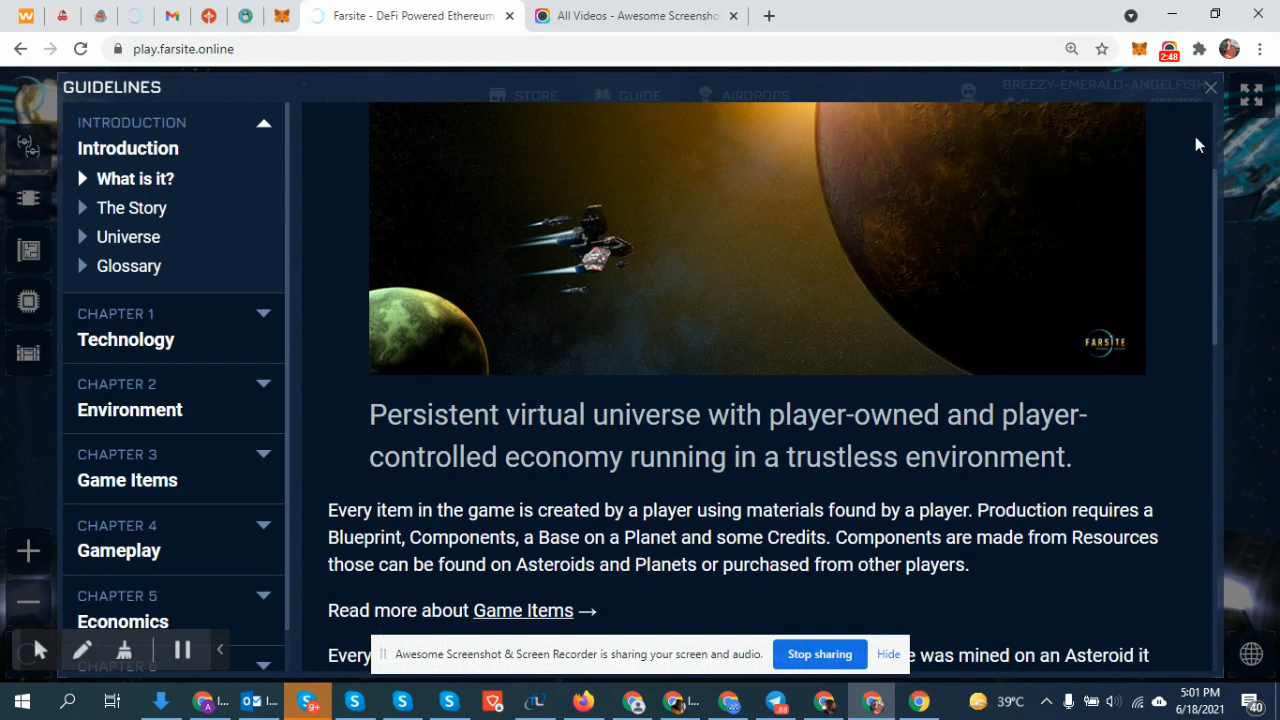 Farsite - DeFi Powered Ethereum
All Videos - Awesome Screenshot
play.farsite.online
2:48
GUIDELINES
STORE
GUIDE
AIRDROPS
BREEZY-EMERALD-ANGELFISH
INTRODUCTION
Introduction
What is it?
The Story
Universe
Glossary
CHAPTER 1
Technology
CHAPTER 2
Environment
CHAPTER 3
Game Items
CHAPTER 4
Gameplay
CHAPTER 5
Economics
CHAPTER 6
FARSITE
Persistent virtual universe with player-owned and player-
controlled economy running in a trustless environment.
Every item in the game is created by a player using materials found by a player. Production requires a
Blueprint, Components, a Base on a Planet and some Credits. Components are made from Resources
those can be found on Asteroids and Planets or purchased from other players.
Read more about Game Items →
Every
e was mined on an Asteroid it
Awesome Screenshot & Screen Recorder is sharing your screen and audio.
Stop sharing
Hide
39°C
5:01 PM
6/18/2021
40